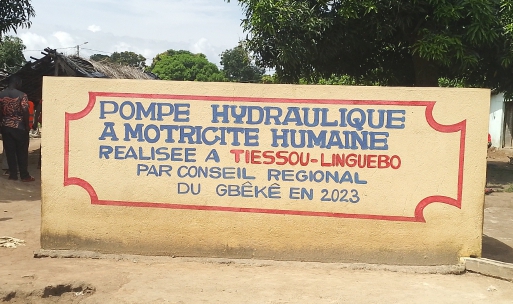 POMPE HYDRAULIQUE
A MOTRICITE HUMAINE
REALISEE A TIESSOU-LINGUEBO
PAR CONSEIL REGIONAL
DU GBÊKÊ EN 2023